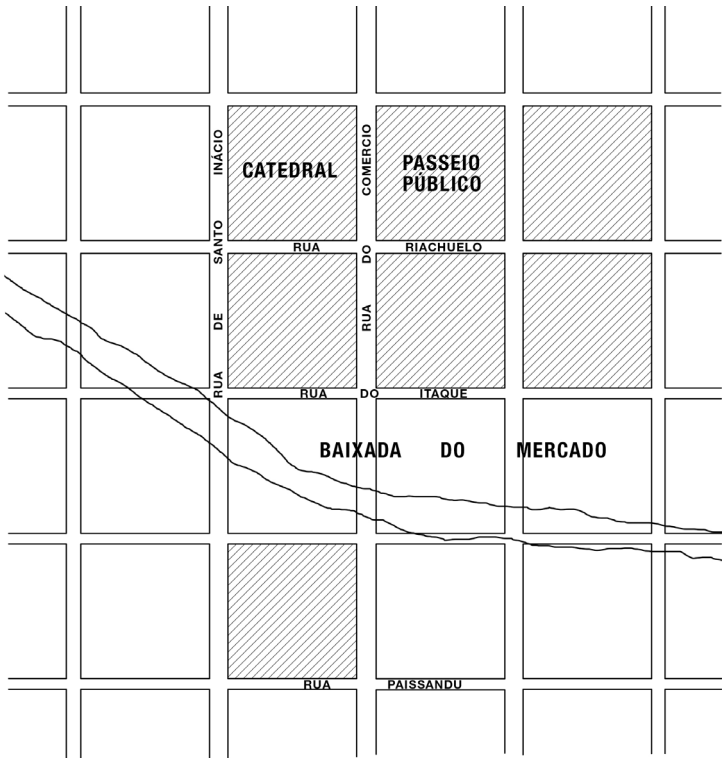 CATEDRAL
PASSEIO
PÚBLICO
RUA DE SANTO INÁCIO
RUA DO COMERCIO
RUA RIACHUELO
RUA DO ITAQUE
BAIXADA DO MERCADO
RUA PAISSANDU